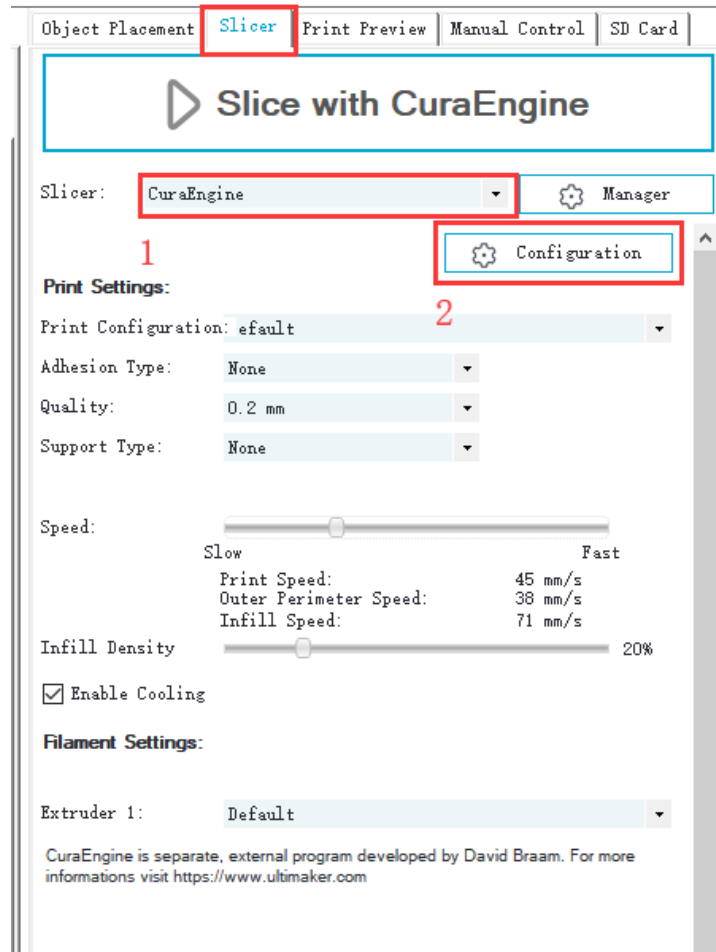 Object Placement Slicer Print Preview Manual Control SD Card
Slice with CuraEngine
Slicer: CuraEngine Manager
1 Configuration
Print Settings:
2
Print Configuration: efault
Adhesion Type: None
Quality: 0.2 mm
Support Type: None
Speed:
Slow Fast
Print Speed: 45 mm/s
Outer Perimeter Speed: 38 mm/s
Infill Speed: 71 mm/s
Infill Density 20%
Enable Cooling
Filament Settings:
Extruder 1: Default
CuraEngine is separate, external program developed by David Braam. For more
informations visit https://www.ultimaker.com